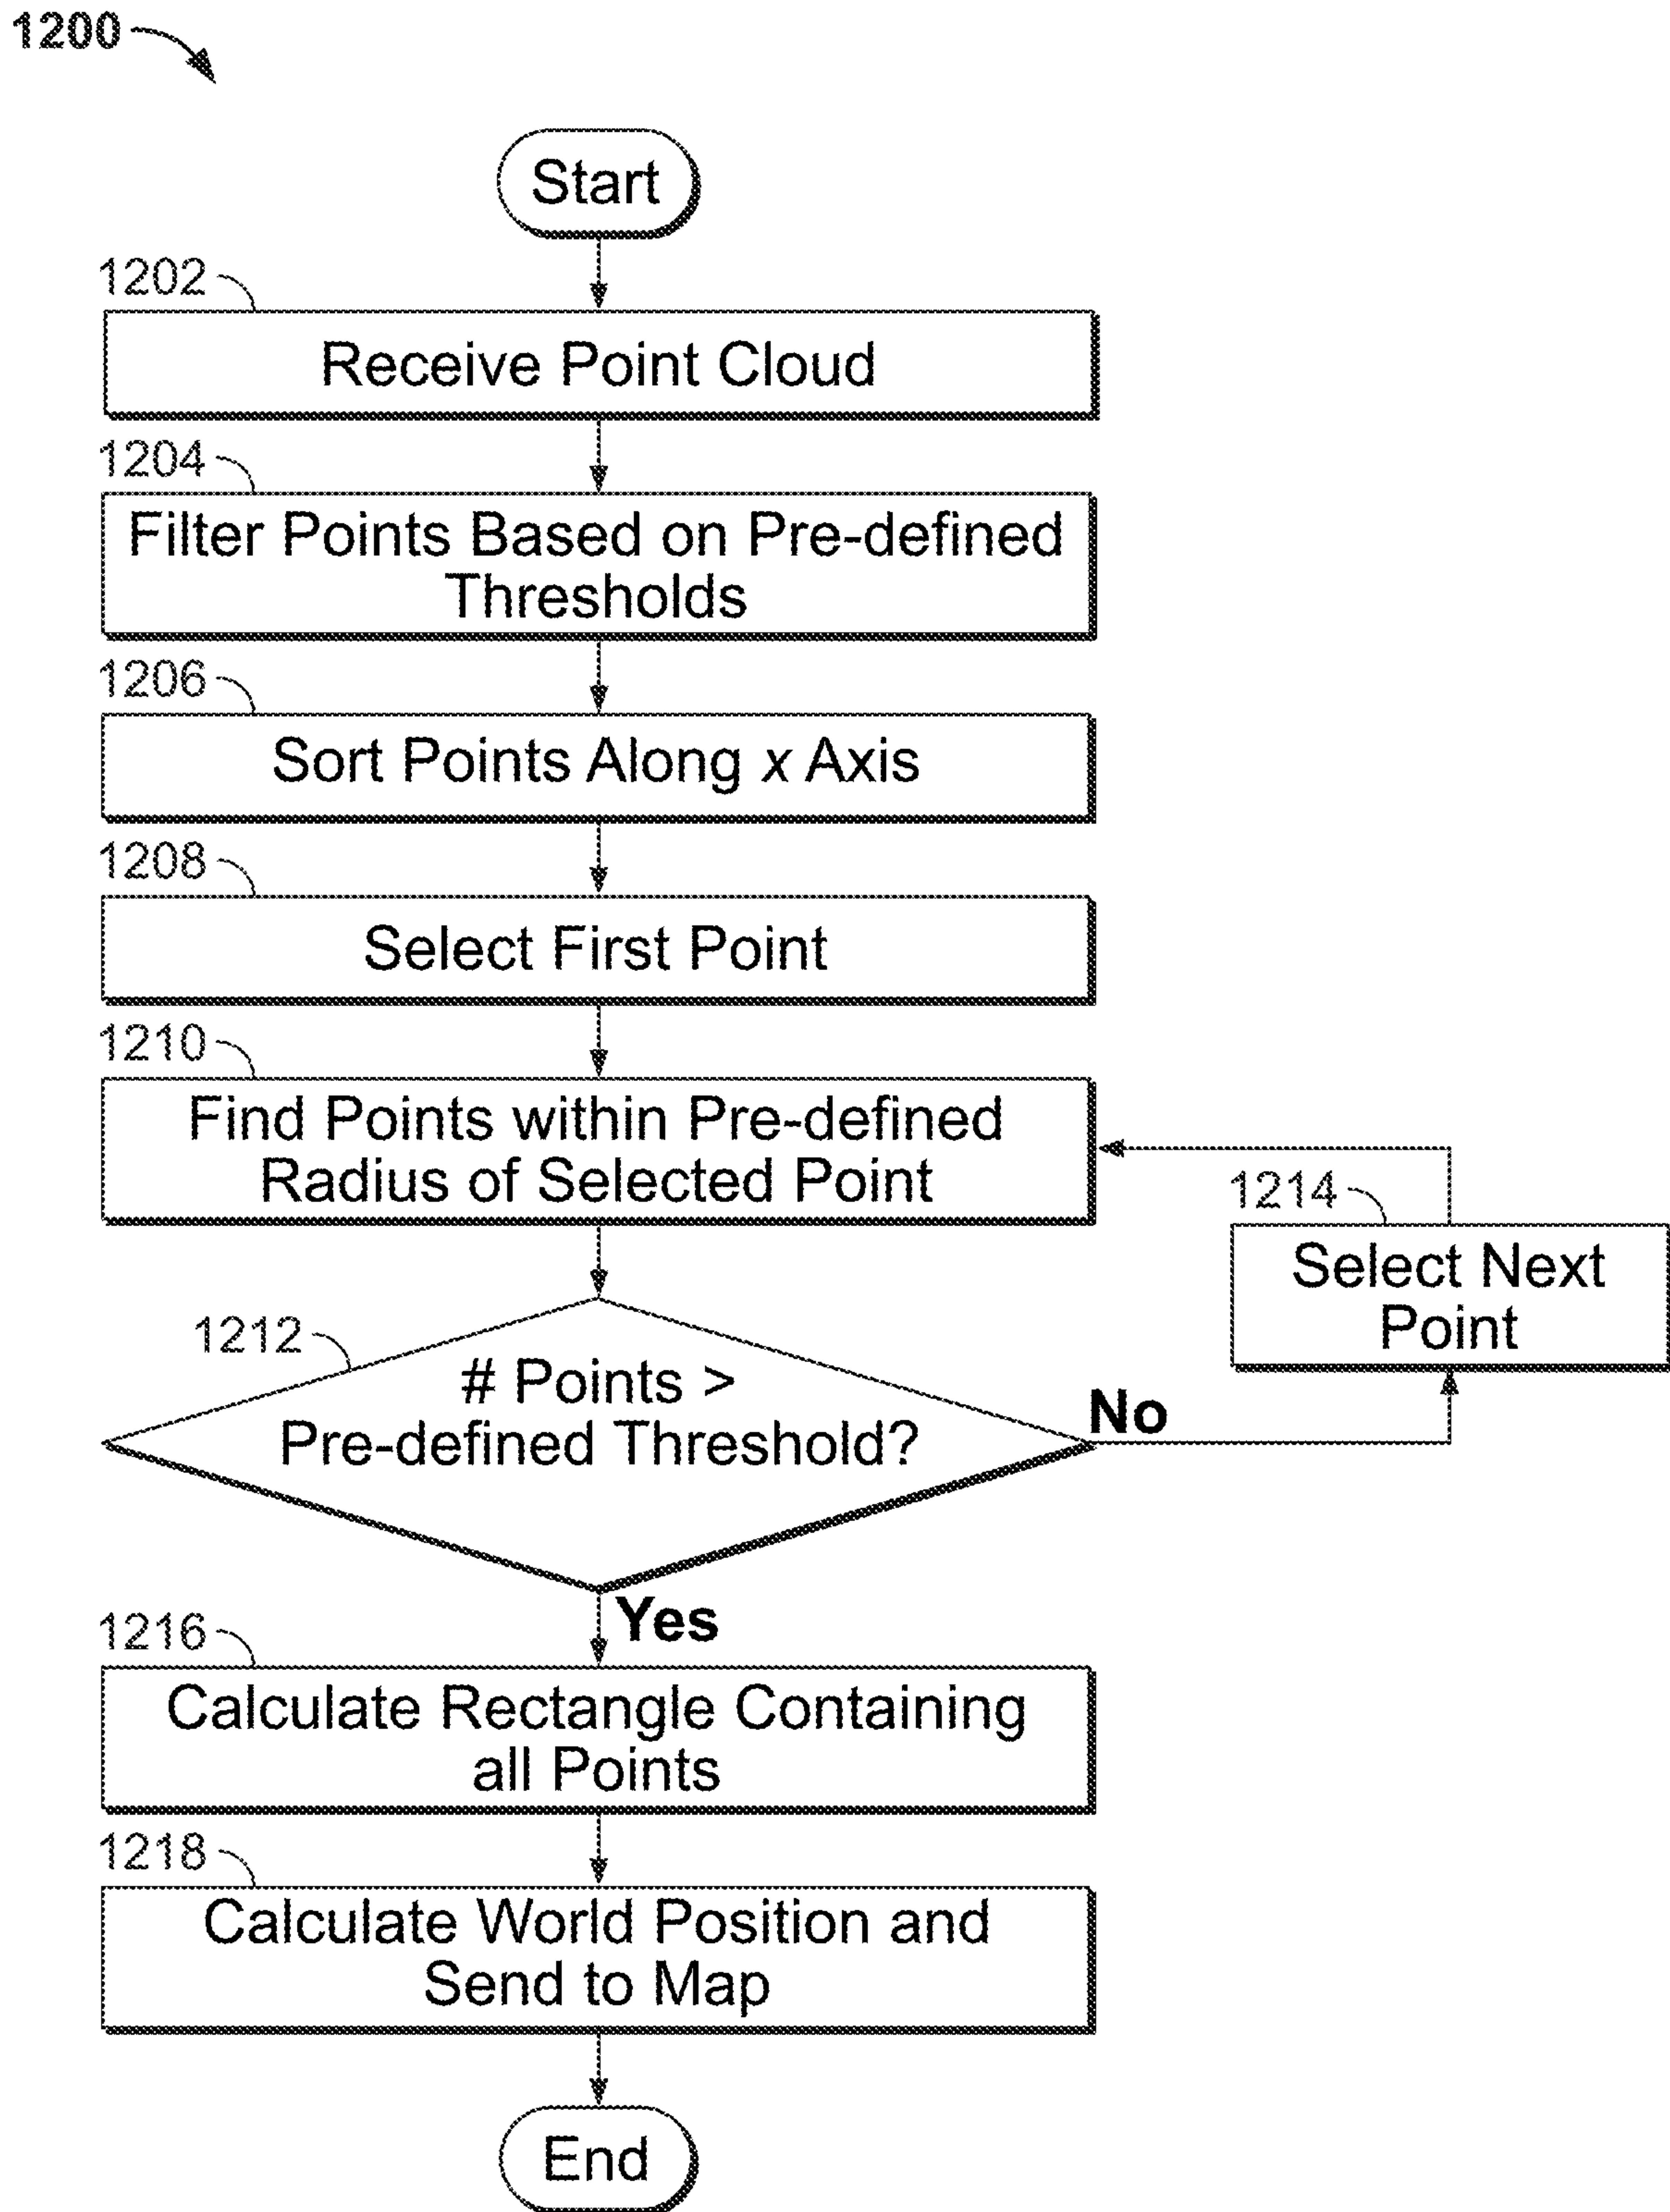 1200
Start
1202
Receive Point Cloud
1204
Filter Points Based on Pre-defined
Thresholds
1206
Sort Points Along x Axis
1208
Select First Point
1210
Find Points within Pre-defined
Radius of Selected Point
1214
Select Next
Point
1212
# Points >
Pre-defined Threshold?
No
Yes
1216
Calculate Rectangle Containing
all Points
1218
Calculate World Position and
Send to Map
End